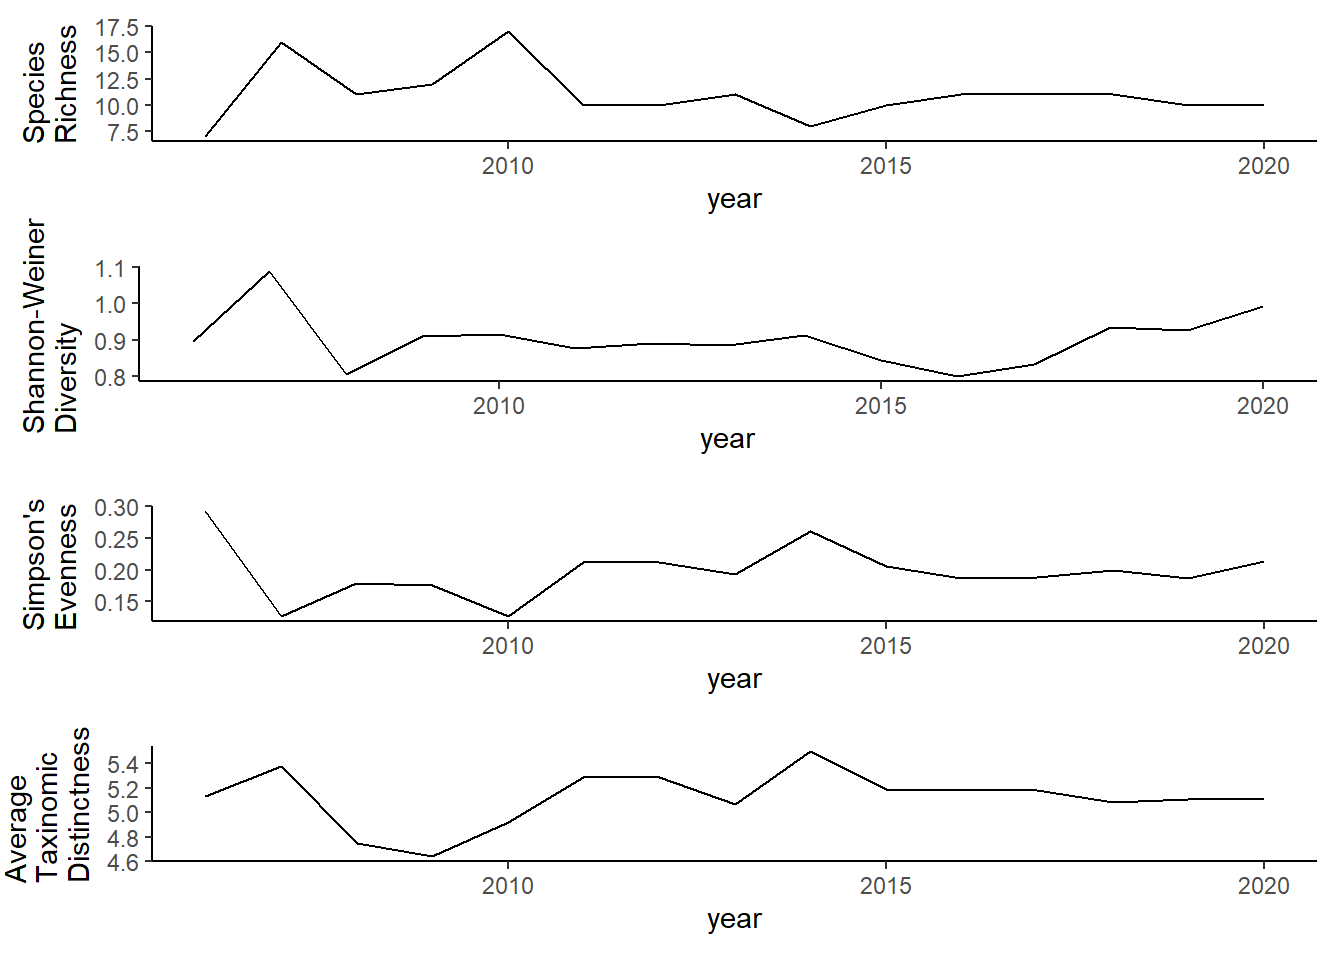 Species
Richness
17.5
15.0
12.5
10.0
7.5
2010
2015
2020
year
Shannon-Weiner
Diversity
1.1
1.0
0.9
0.8
2010
2015
2020
year
Simpson's
Evenness
0.30
0.25
0.20
0.15
2010
2015
2020
year
Average
Taxinomic
Distinctness
5.4
5.2
5.0
4.8
4.6
2010
2015
2020
year